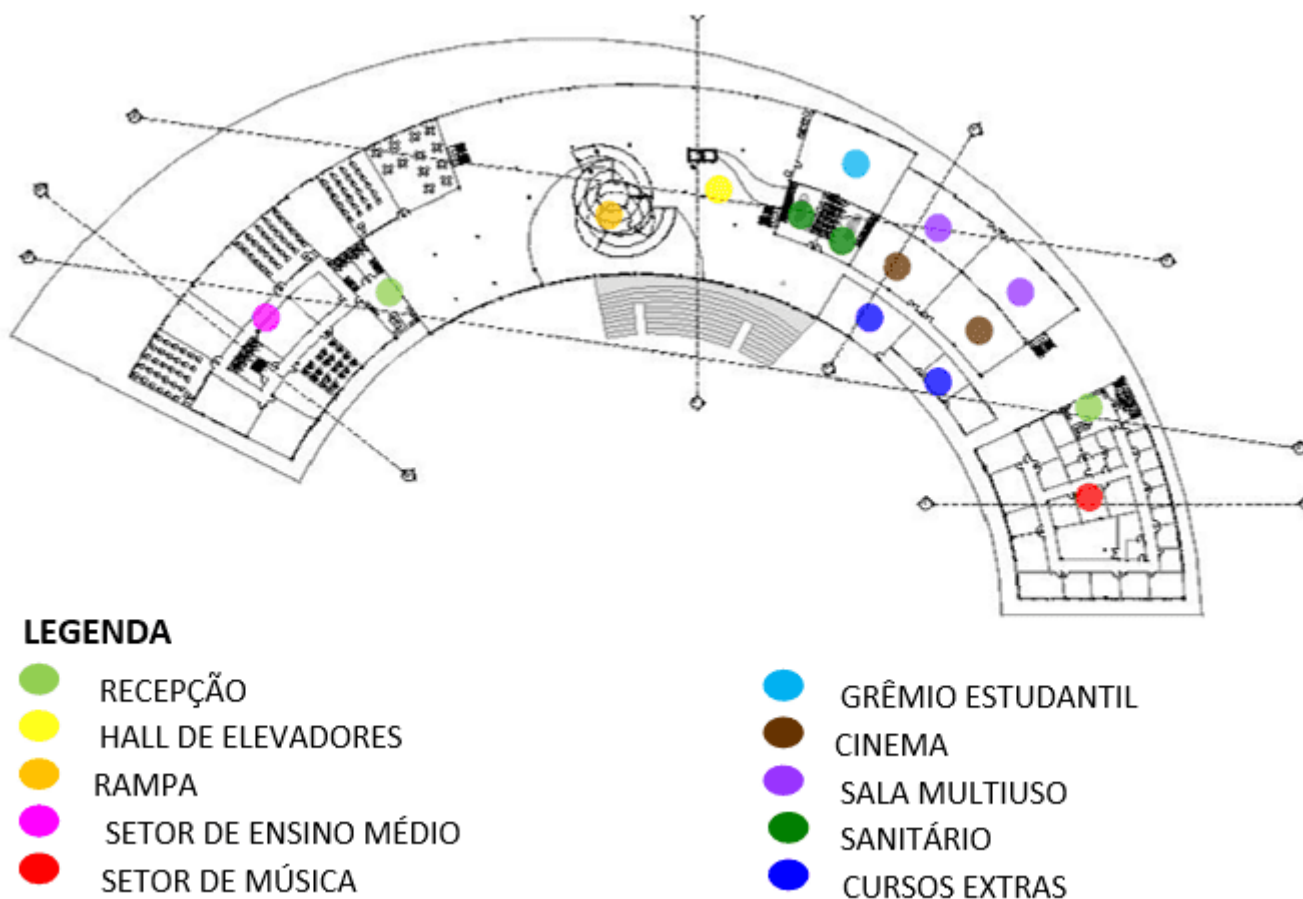 LEGENDA
RECEPÇÃO
HALL DE ELEVADORES
RAMPA
SETOR DE ENSINO MÉDIO
SETOR DE MÚSICA
GRÊMIO ESTUDANTIL
CINEMA
SALA MULTIUSO
SANITÁRIO
CURSOS EXTRAS